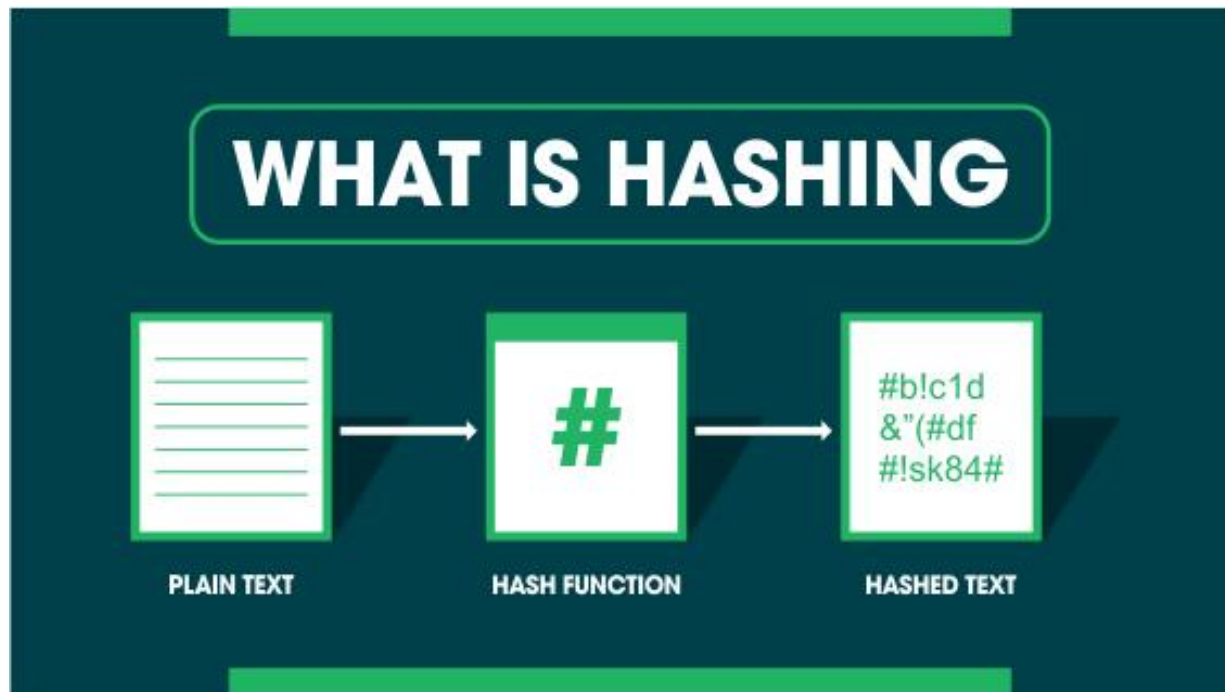 WHAT IS HASHING
#
#b!c1d
&”(#df
#!sk84#
PLAIN TEXT
HASH FUNCTION
HASHED TEXT